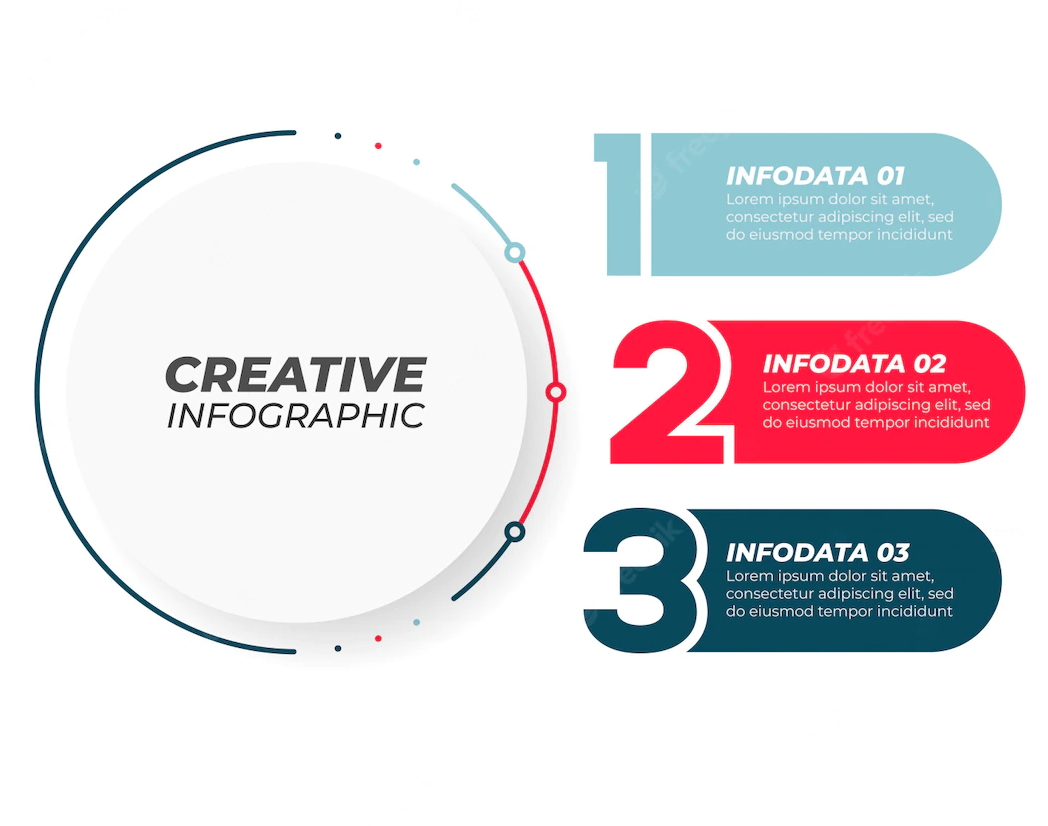 CREATIVE
INFOGRAPHIC
1
INFODATA 01
Lorem ipsum dolor sit amet,
consectetur adipiscing elit, sed
do eiusmod tempor incididunt
2
INFODATA 02
Lorem ipsum dolor sit amet,
consectetur adipiscing elit, sed
do eiusmod tempor incididunt
3
INFODATA 03
Lorem ipsum dolor sit amet,
consectetur adipiscing elit, sed
do eiusmod tempor incididunt